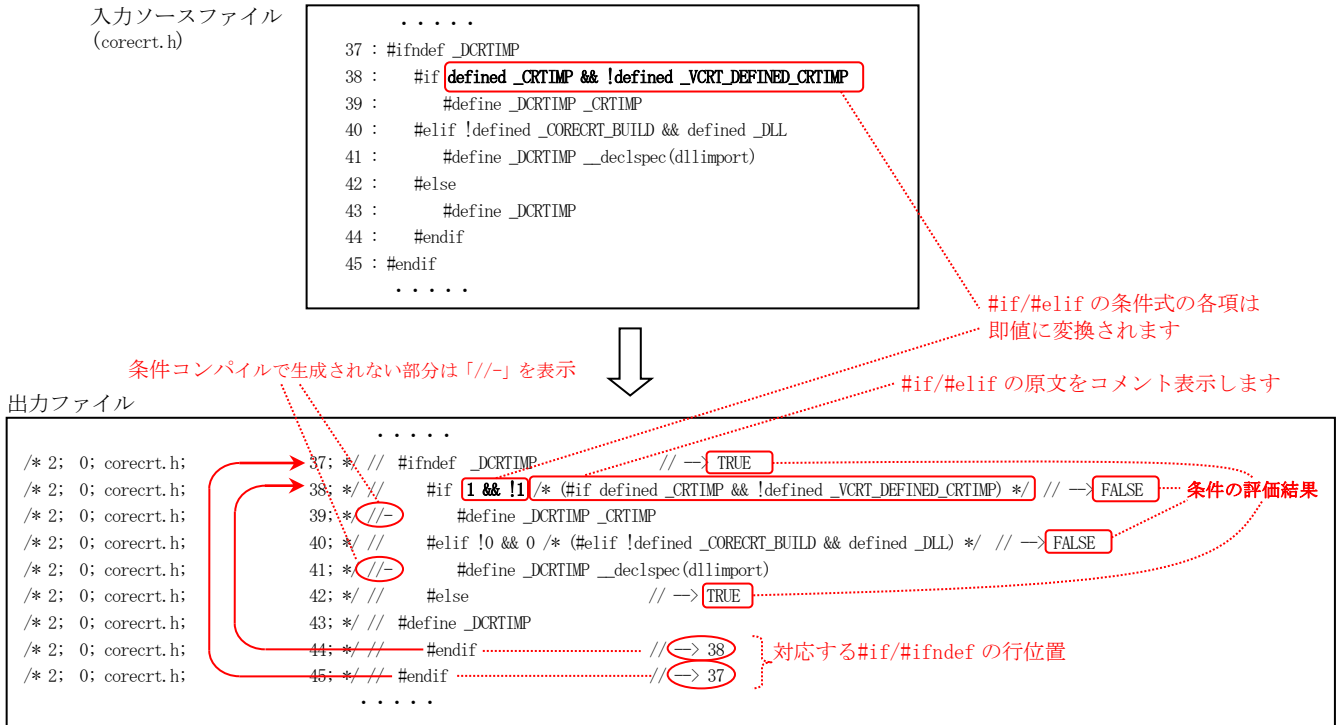 入力ソースファイル
(corecrt.h)
・・・・・
37 : #ifndef _DCRTIMP
38 : #if defined _CRTIMP && !defined _VCRT_DEFINED_CRTIMP
39 : #define _DCRTIMP _CRTIMP
40 : #elif !defined _CORECRT_BUILD && defined _DLL
41 : #define _DCRTIMP __declspec(dllimport)
42 : #else
43 : #define _DCRTIMP
44 : #endif
45 : #endif
・・・・・
#if/#elif の条件式の各項は
即値に変換されます
条件コンパイルで生成されない部分は「//-」を表示
#if/#elif の原文をコメント表示します
出力ファイル
・・・・・
/* 2; 0; corecrt.h; 37; */ // #ifndef _DCRTIMP // --> TRUE
/* 2; 0; corecrt.h; 38; */ // #if 1 && !1 /* (#if defined _CRTIMP && !defined _VCRT_DEFINED_CRTIMP) */ // --> FALSE 条件の評価結果
/* 2; 0; corecrt.h; 39; */ //- #define _DCRTIMP _CRTIMP
/* 2; 0; corecrt.h; 40; */ // #elif !0 && 0 /* (#elif !defined _CORECRT_BUILD && defined _DLL) */ // --> FALSE
/* 2; 0; corecrt.h; 41; */ //- #define _DCRTIMP __declspec(dllimport)
/* 2; 0; corecrt.h; 42; */ // #else // --> TRUE
/* 2; 0; corecrt.h; 43; */ // #define _DCRTIMP
/* 2; 0; corecrt.h; 44; */ // #endif // --> 38 対応する#if/#ifndef の行位置
/* 2; 0; corecrt.h; 45; */ // #endif // --> 37
・・・・・